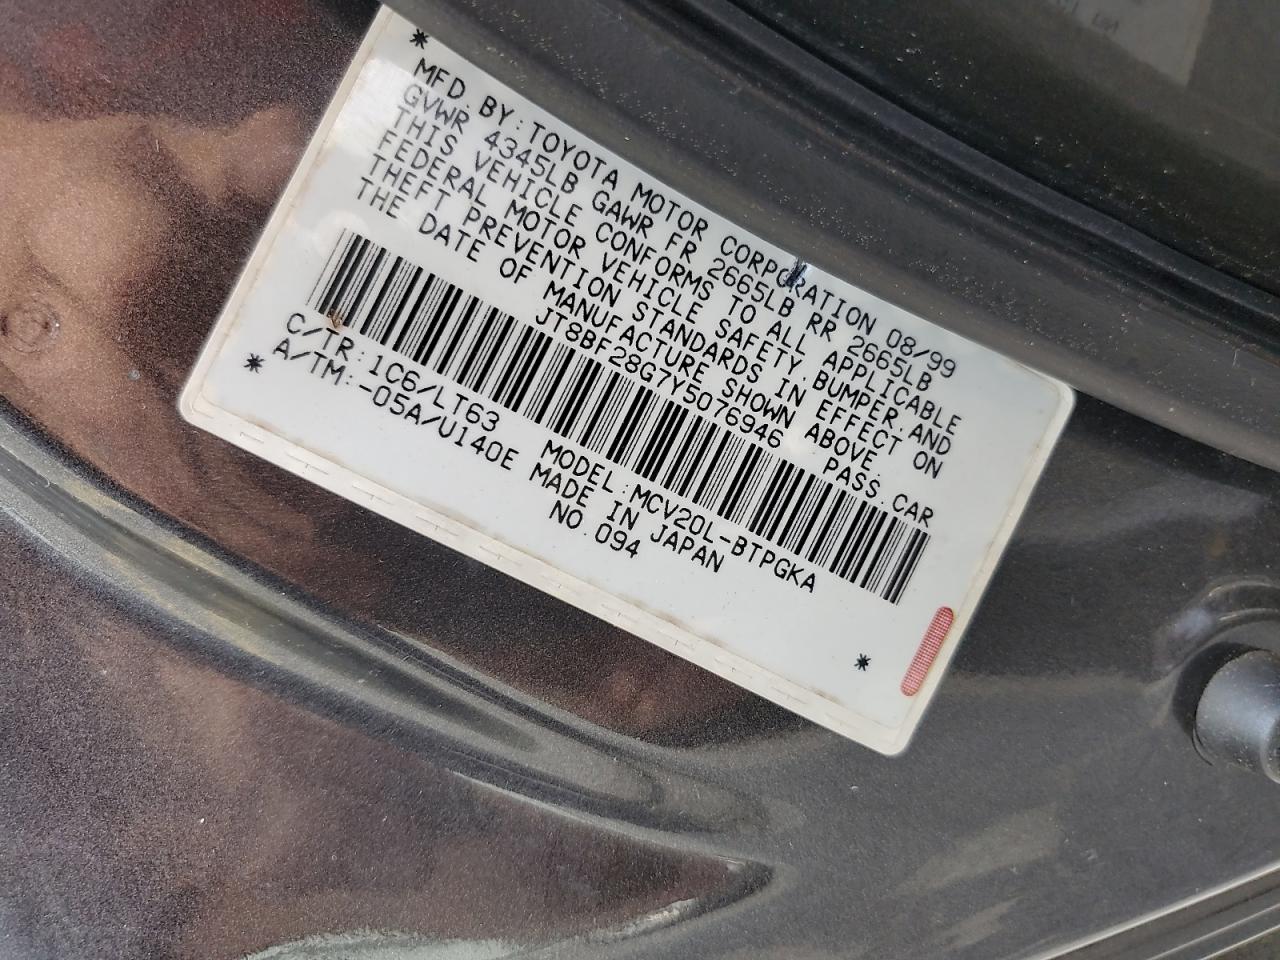 *
MFD.BY:TOYOTA MOTOR CORPORATION 08/99
GVWR 4345LB GAWR FR 2665LB RR 2665LB
THIS VEHICLE CONFORMS TO ALL APPLICABLE
FEDERAL MOTOR VEHICLE SAFETY,BUMPER,AND
THEFT PREVENTION STANDARDS IN EFFECT ON
THE DATE OF MANUFACTURE SHOWN ABOVE.
JT8BF28G7Y5076946 PASS.CAR
C/TR:1C6/LT63 MODEL:MCV20L-BTPGKA
A/TM:-05A/U140E MADE IN JAPAN
* NO.094 *